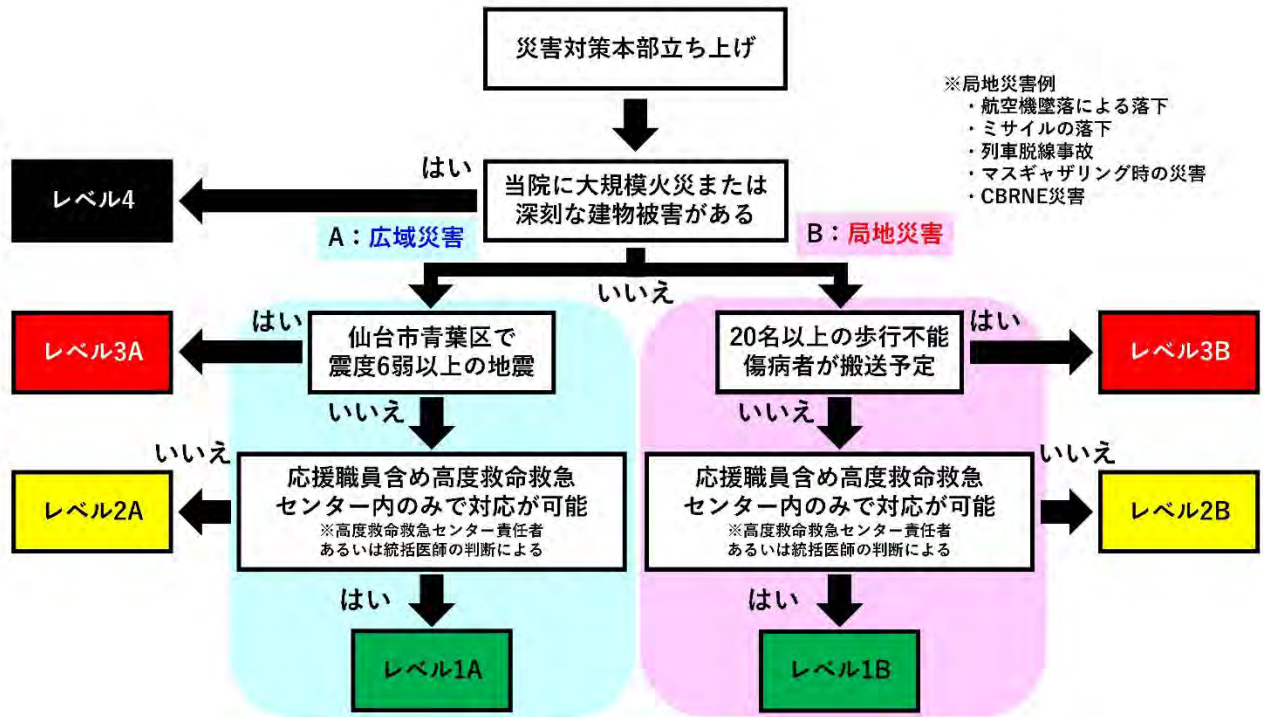 災害対策本部立ち上げ
※局地災害例
・航空機墜落による落下
・ミサイルの落下
・列車脱線事故
・マスギャザリング時の災害
・CBRNE災害
はい
レベル4
当院に大規模火災または
深刻な建物被害がある
A：広域災害
B：局地災害
いいえ
はい
レベル3A
仙台市青葉区で
震度6弱以上の地震
20名以上の歩行不能
傷病者が搬送予定
はい
レベル3B
いいえ
いいえ
いいえ
レベル2A
応援職員含め高度救命救急
センター内のみで対応が可能
※高度救命救急センター責任者
あるいは統括医師の判断による
応援職員含め高度救命救急
センター内のみで対応が可能
※高度救命救急センター責任者
あるいは統括医師の判断による
いいえ
レベル2B
はい
はい
レベル1A
レベル1B